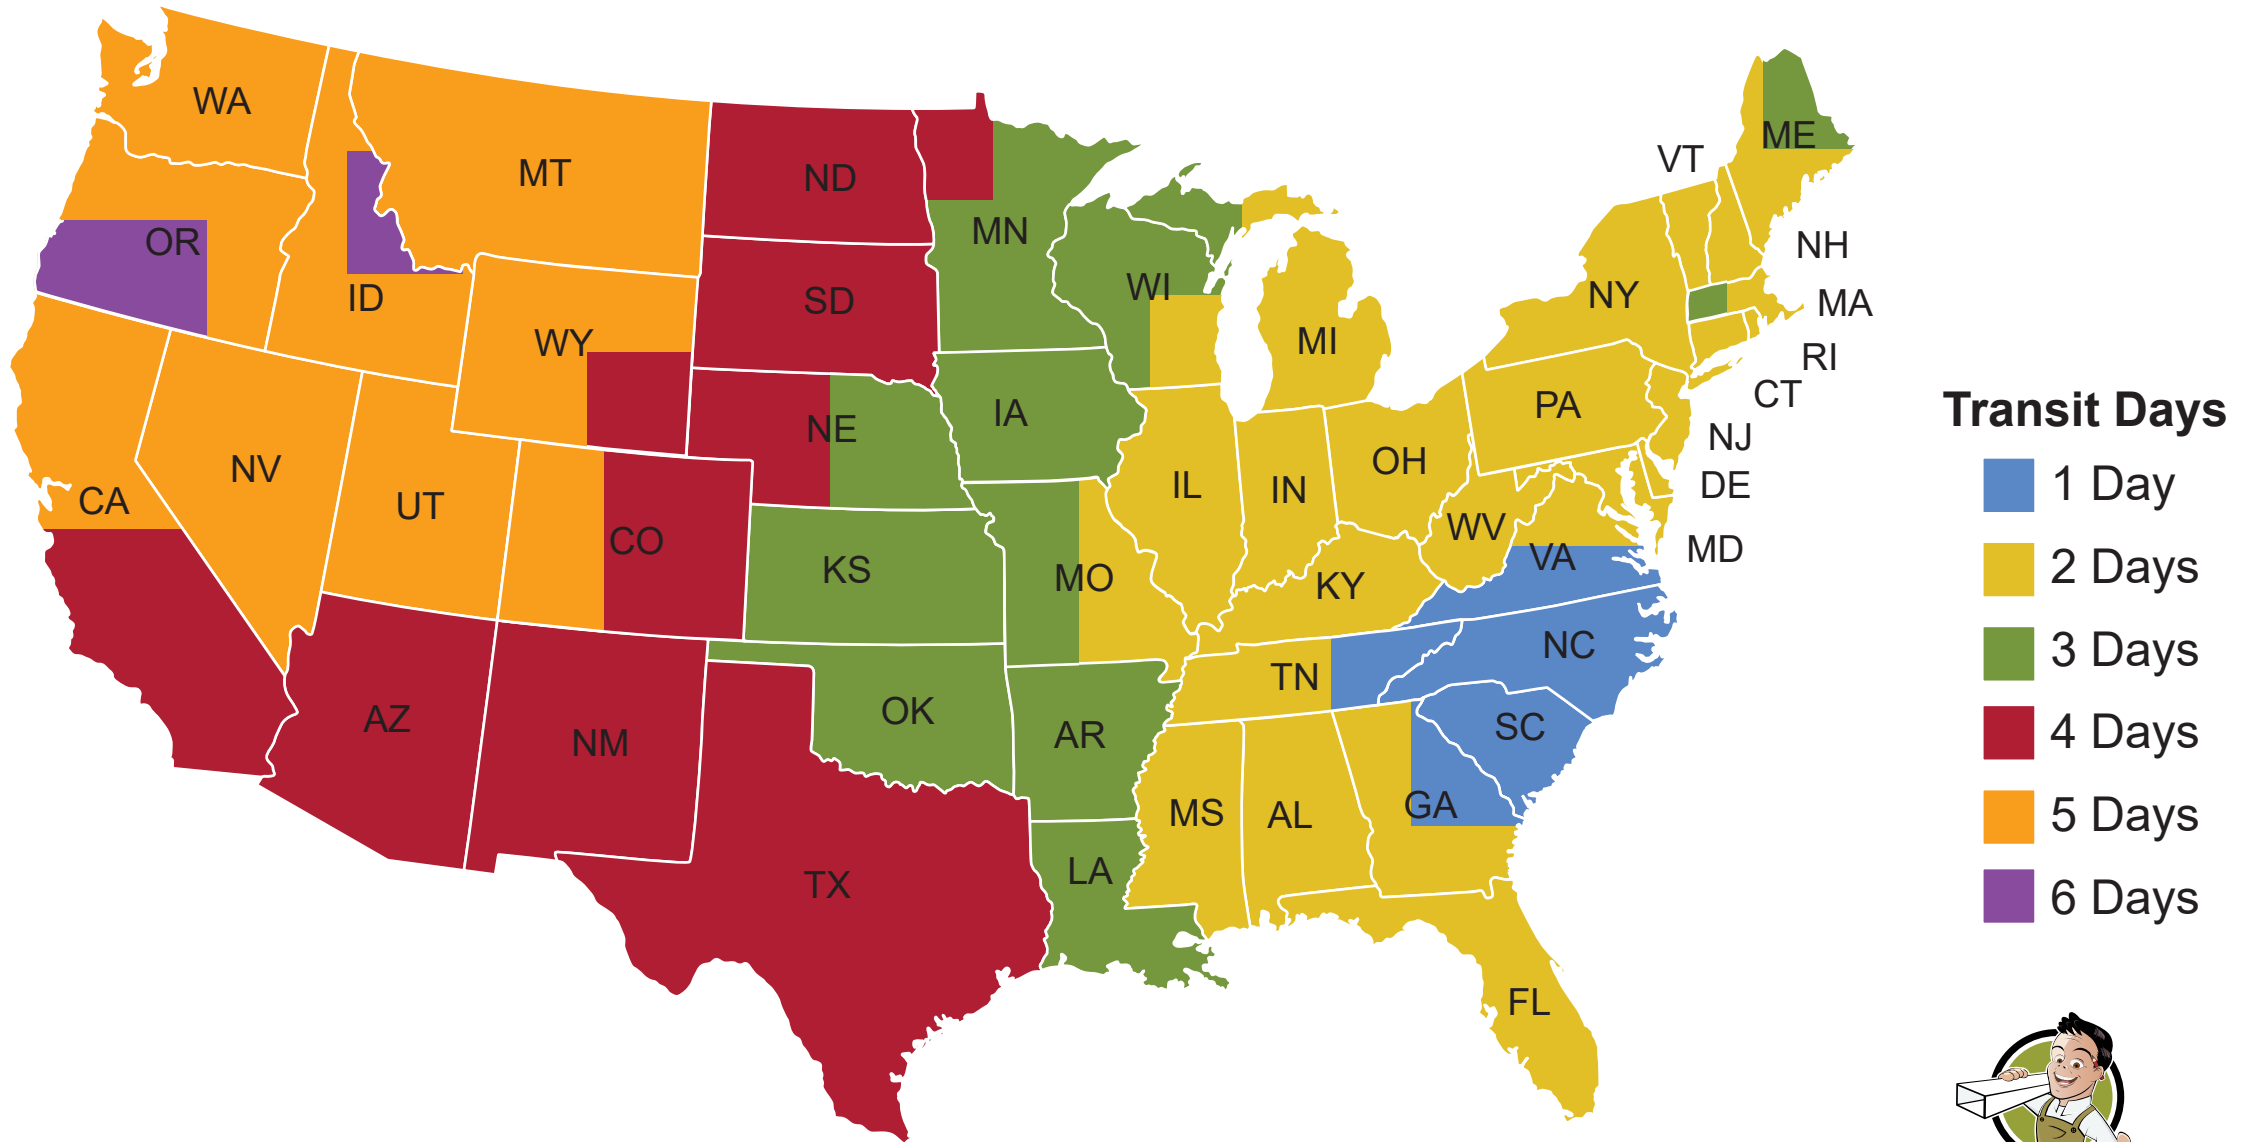 WA
MT
ND
MN
OR
ID
SD
WI
WY
MI
NE
IA
NV
CA
UT
CO
KS
MO
IL
IN
OH
KY
WV
VA
PA
NY
VT
ME
NH
MA
RI
CT
NJ
DE
MD
AZ
NM
OK
AR
TN
NC
SC
MS
AL
GA
TX
LA
FL
Transit Days
1 Day
2 Days
3 Days
4 Days
5 Days
6 Days